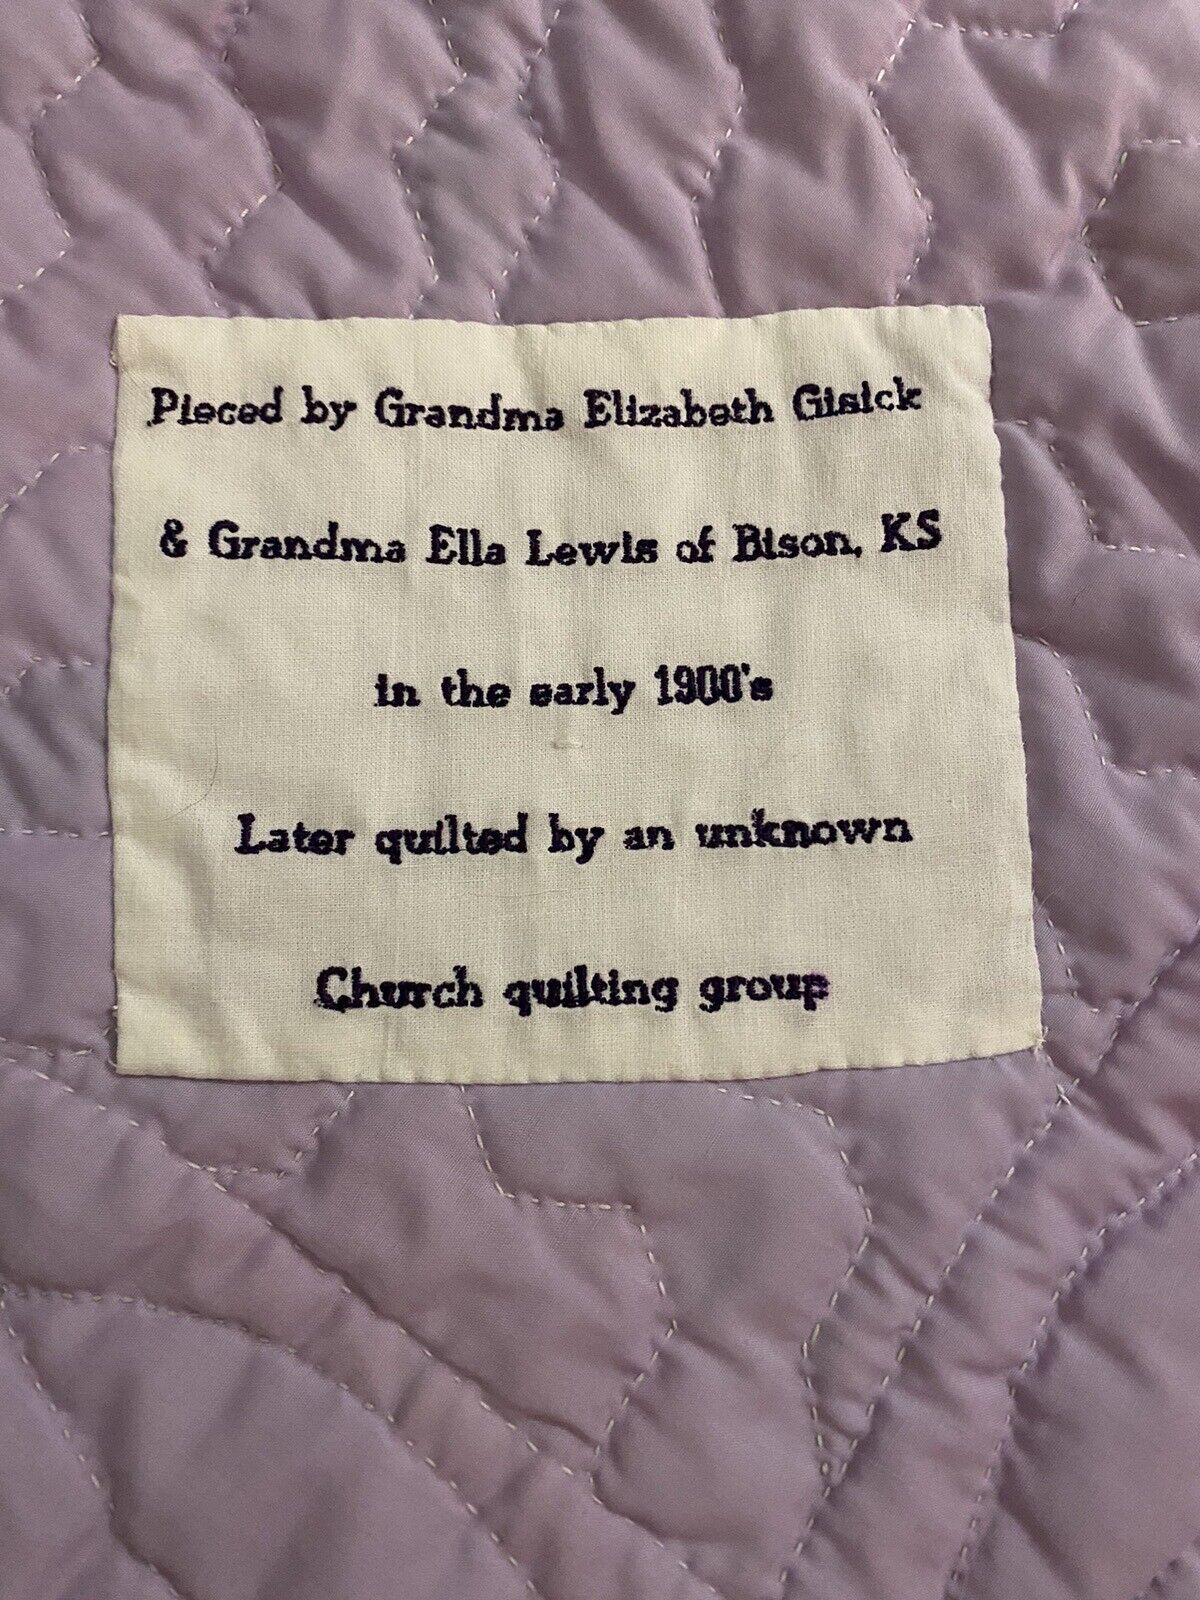 Pieced by Grandma Elizabeth Gisick
& Grandma Ella Lewis of Bison, KS
in the early 1900's
Later quilted by an unknown
Church quilting group